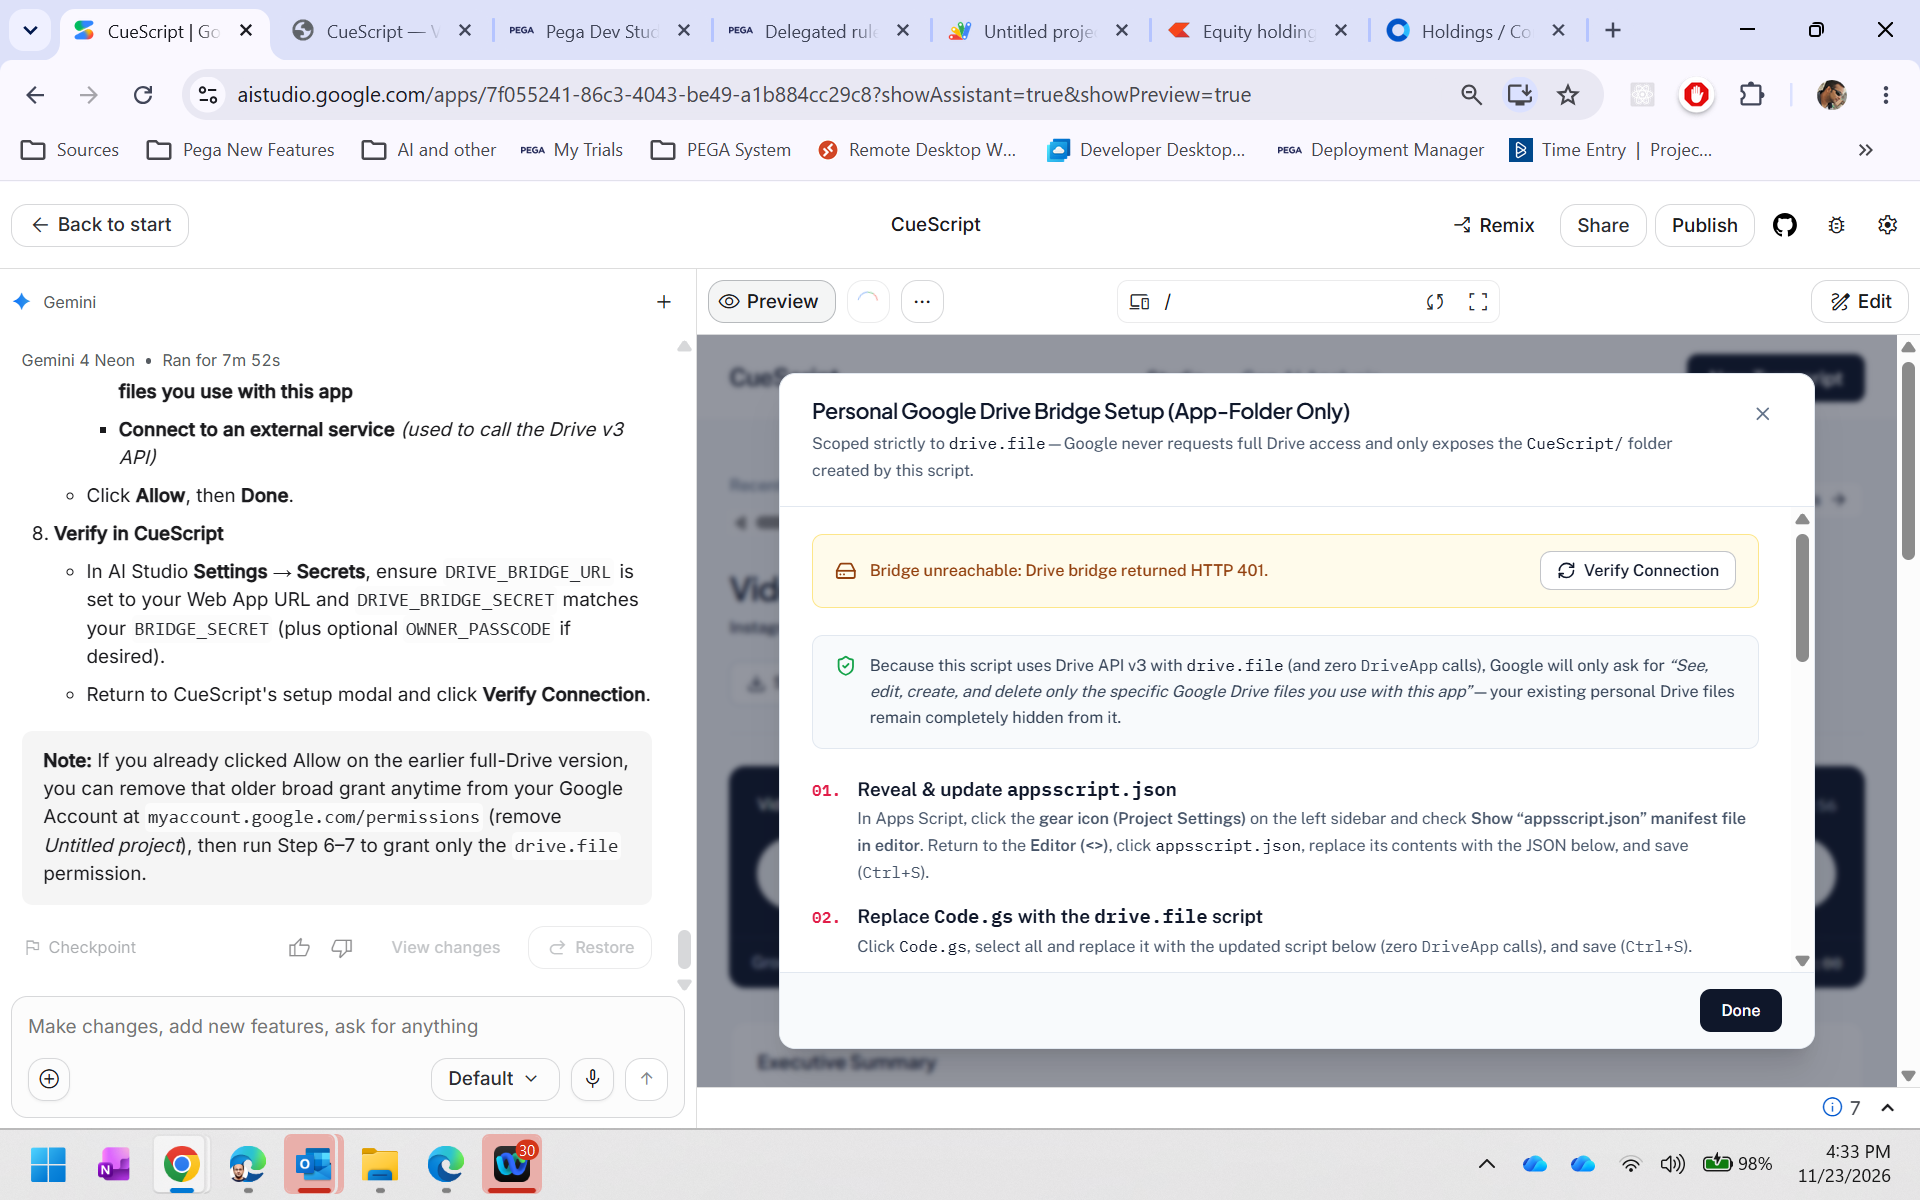 CueScript | Go
CueScript — V
PEGA Pega Dev Stud
PEGA Delegated rule
Untitled projec
Equity holding
Holdings / Co
aistudio.google.com/apps/7f055241-86c3-4043-be49-a1b884cc29c8?showAssistant=true&showPreview=true
Sources
Pega New Features
AI and other
PEGA My Trials
PEGA System
Remote Desktop W...
Developer Desktop...
PEGA Deployment Manager
Time Entry | Projec...
Back to start
CueScript
Remix
Share
Publish
Gemini
Preview
/
Edit
Gemini 4 Neon • Ran for 7m 52s
files you use with this app
Connect to an external service (used to call the Drive v3
API)
Click Allow, then Done.
8. Verify in CueScript
In AI Studio Settings → Secrets, ensure DRIVE_BRIDGE_URL is
set to your Web App URL and DRIVE_BRIDGE_SECRET matches
your BRIDGE_SECRET (plus optional OWNER_PASSCODE if
desired).
Return to CueScript's setup modal and click Verify Connection.
Note: If you already clicked Allow on the earlier full-Drive version,
you can remove that older broad grant anytime from your Google
Account at myaccount.google.com/permissions (remove
Untitled project), then run Step 6–7 to grant only the drive.file
permission.
Checkpoint
View changes
Restore
Make changes, add new features, ask for anything
Default
Personal Google Drive Bridge Setup (App-Folder Only)
Scoped strictly to drive.file—Google never requests full Drive access and only exposes the CueScript/ folder
created by this script.
Bridge unreachable: Drive bridge returned HTTP 401.
Verify Connection
Because this script uses Drive API v3 with drive.file (and zero DriveApp calls), Google will only ask for “See,
edit, create, and delete only the specific Google Drive files you use with this app”—your existing personal Drive files
remain completely hidden from it.
01. Reveal & update appsscript.json
In Apps Script, click the gear icon (Project Settings) on the left sidebar and check Show “appsscript.json” manifest file
in editor. Return to the Editor (<>), click appsscript.json, replace its contents with the JSON below, and save
(Ctrl+S).
02. Replace Code.gs with the drive.file script
Click Code.gs, select all and replace it with the updated script below (zero DriveApp calls), and save (Ctrl+S).
Done
Executive Summary
7
30
98%
4:33 PM
11/23/2026